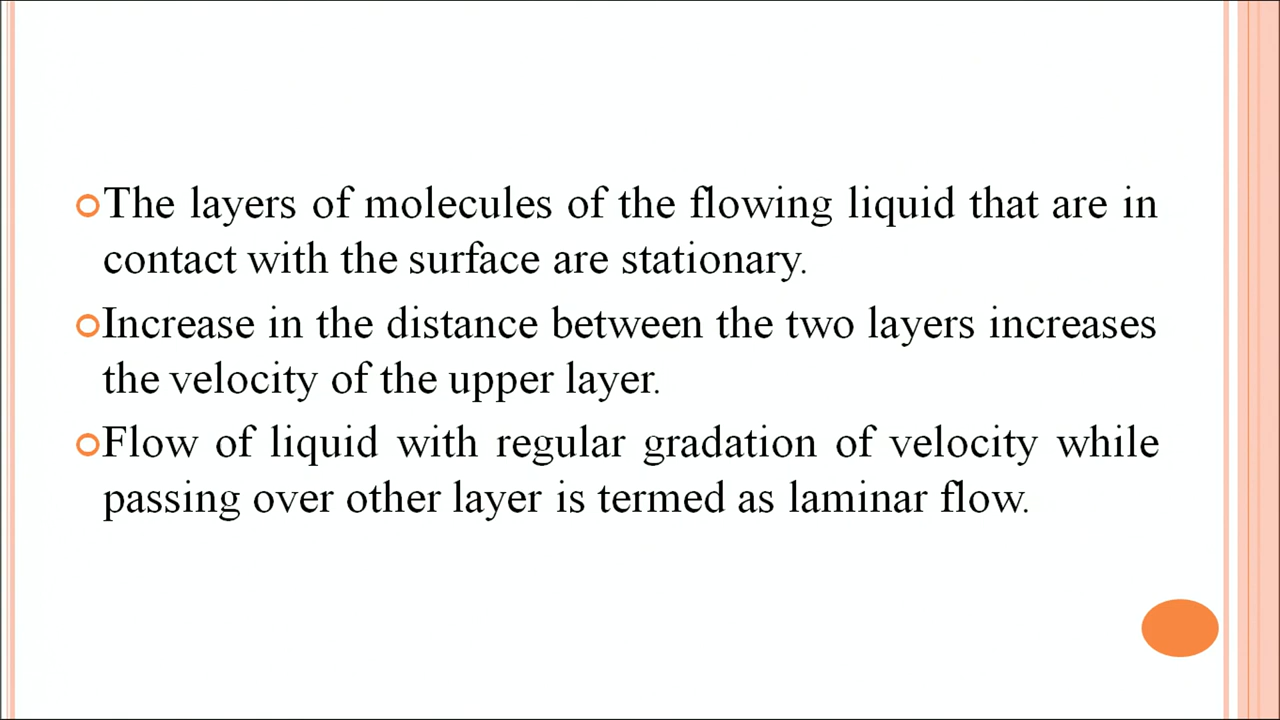 The layers of molecules of the flowing liquid that are in
contact with the surface are stationary.
Increase in the distance between the two layers increases
the velocity of the upper layer.
Flow of liquid with regular gradation of velocity while
passing over other layer is termed as laminar flow.